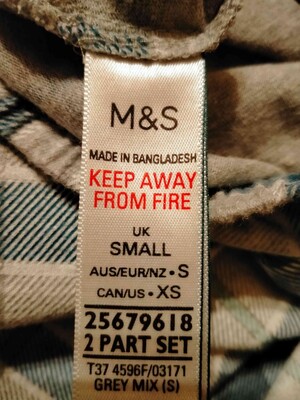 M&S
MADE IN BANGLADESH
KEEP AWAY
FROM FIRE
UK
SMALL
AUS/EUR/NZ • S
CAN/US • XS
25679618
2 PART SET
T37 4596F/03171
GREY MIX (S)